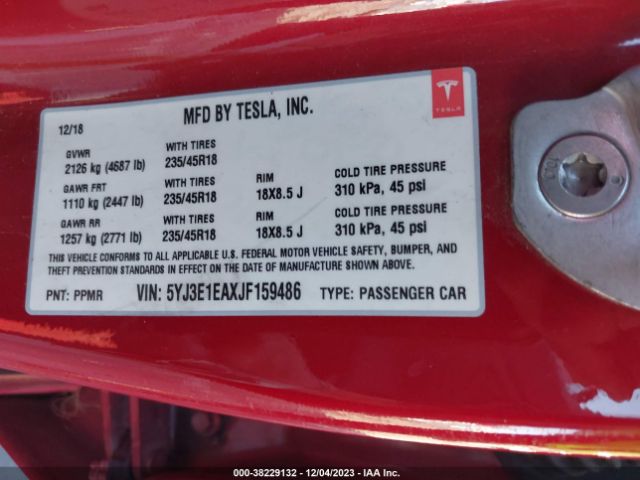 MFD BY TESLA, INC.
TESLA
12/18
GVWR
2126 kg (4687 lb)
WITH TIRES
235/45R18
GAWR FRT
1110 kg (2447 lb)
WITH TIRES
235/45R18
RIM
18X8.5 J
COLD TIRE PRESSURE
310 kPa, 45 psi
GAWR RR
1257 kg (2771 lb)
WITH TIRES
235/45R18
RIM
18X8.5 J
COLD TIRE PRESSURE
310 kPa, 45 psi
THIS VEHICLE CONFORMS TO ALL APPLICABLE U.S. FEDERAL MOTOR VEHICLE SAFETY, BUMPER, AND
THEFT PREVENTION STANDARDS IN EFFECT ON THE DATE OF MANUFACTURE SHOWN ABOVE.
PNT: PPMR
VIN: 5YJ3E1EAXJF159486
TYPE: PASSENGER CAR
000-38229132 - 12/04/2023 - IAA Inc.